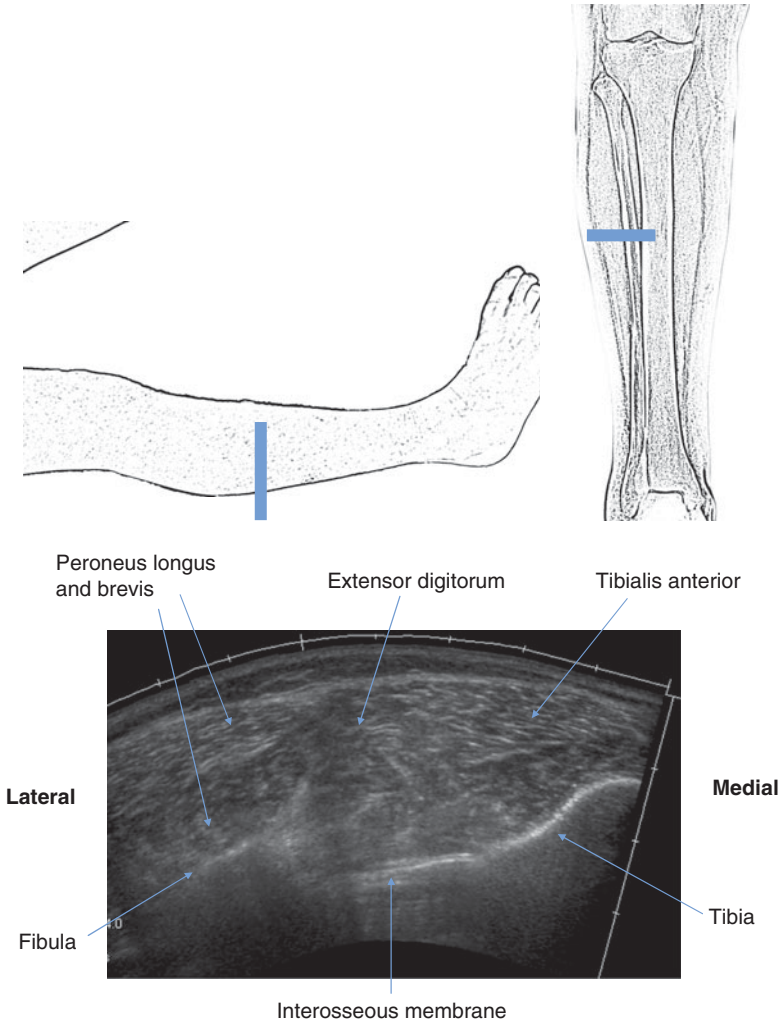 Peroneus longus
and brevis
Extensor digitorum
Tibialis anterior
Lateral
Medial
Fibula
Tibia
Interosseous membrane